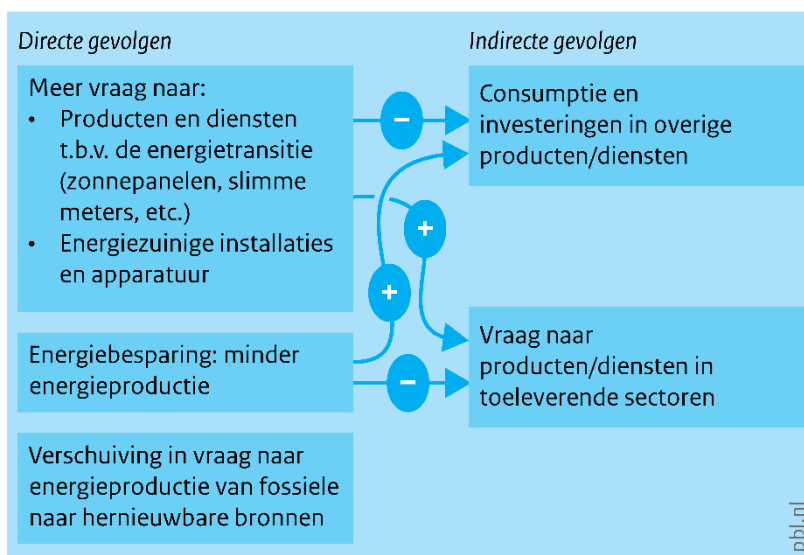 Directe gevolgen
Meer vraag naar:
• Producten en diensten
t.b.v. de energietransitie
(zonnepanelen, slimme
meters, etc.)
• Energiezuinige installaties
en apparatuur
Energiebesparing: minder
energieproductie
Verschuiving in vraag naar
energieproductie van fossiele
naar hernieuwbare bronnen
−
+
+
−
Indirecte gevolgen
Consumptie en
investeringen in overige
producten/diensten
Vraag naar
producten/diensten in
toeleverende sectoren
pbl.nl